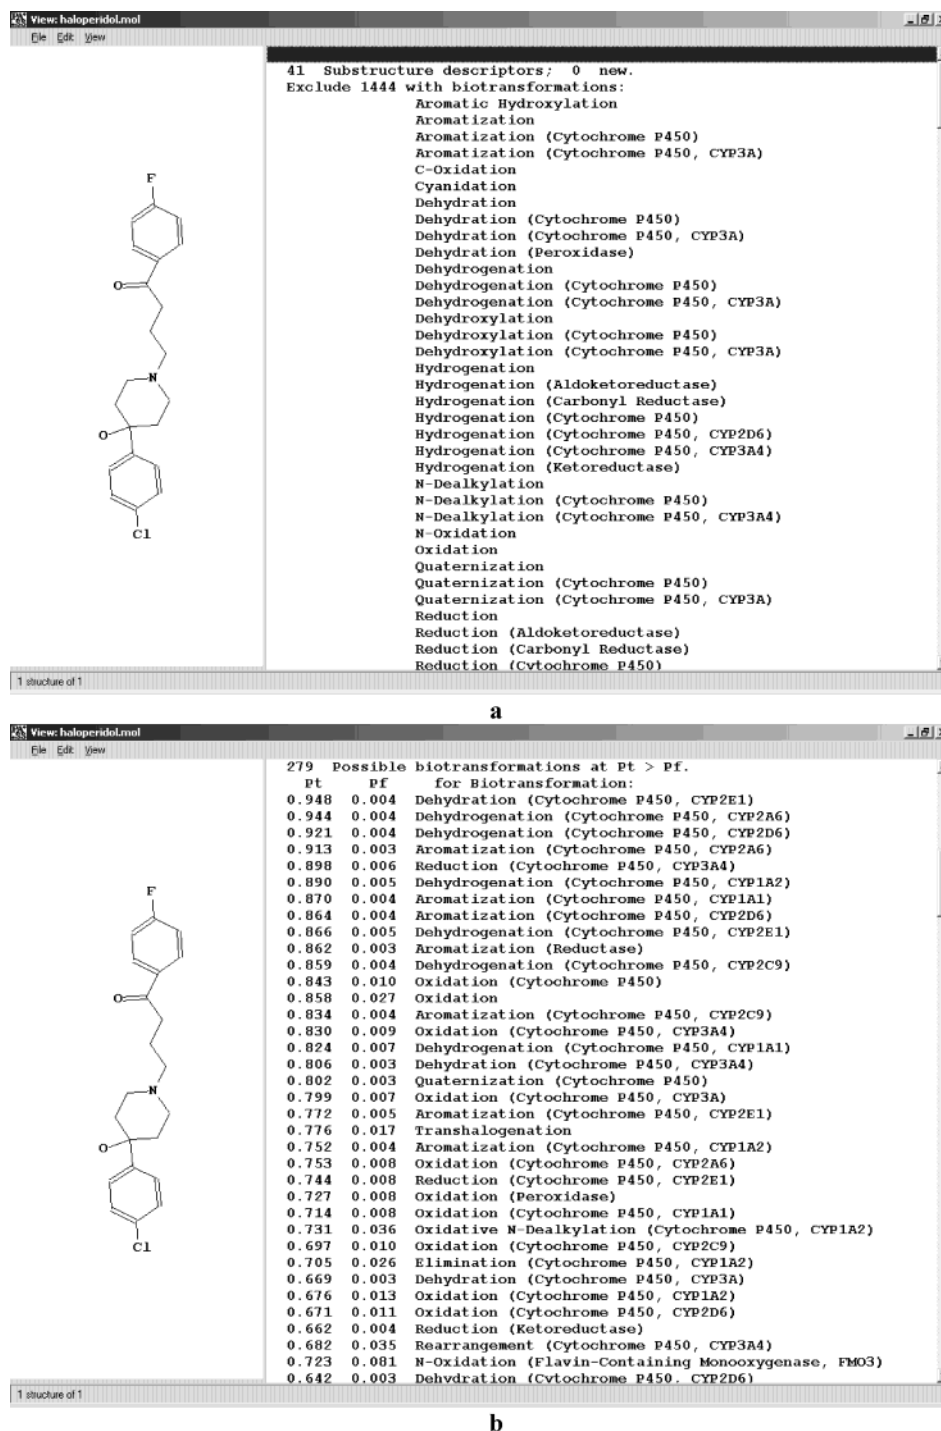 View: haloperidol.mol
File Edit View
41 Substructure descriptors; 0 new.
Exclude 1444 with biotransformations:
Aromatic Hydroxylation
Aromatization
Aromatization (Cytochrome P450)
Aromatization (Cytochrome P450, CYP3A)
C-Oxidation
Cyanidation
Dehydration
Dehydration (Cytochrome P450)
Dehydration (Cytochrome P450, CYP3A)
Dehydration (Peroxidase)
Dehydrogenation
Dehydrogenation (Cytochrome P450)
Dehydrogenation (Cytochrome P450, CYP3A)
Dehydroxylation
Dehydroxylation (Cytochrome P450)
Dehydroxylation (Cytochrome P450, CYP3A)
Hydrogenation
Hydrogenation (Aldoketoreductase)
Hydrogenation (Carbonyl Reductase)
Hydrogenation (Cytochrome P450)
Hydrogenation (Cytochrome P450, CYP2D6)
Hydrogenation (Cytochrome P450, CYP3A4)
Hydrogenation (Ketoreductase)
N-Dealkylation
N-Dealkylation (Cytochrome P450)
N-Dealkylation (Cytochrome P450, CYP3A4)
N-Oxidation
Oxidation
Quaternization
Quaternization (Cytochrome P450)
Quaternization (Cytochrome P450, CYP3A)
Reduction
Reduction (Aldoketoreductase)
Reduction (Carbonyl Reductase)
Reduction (Cytochrome P450)
F
O
N
O
Cl
1 structure of 1
a
View: haloperidol.mol
File Edit View
279 Possible biotransformations at Pt > Pf.
Pt Pf for Biotransformation:
0.948 0.004 Dehydration (Cytochrome P450, CYP2E1)
0.944 0.004 Dehydrogenation (Cytochrome P450, CYP2A6)
0.921 0.004 Dehydrogenation (Cytochrome P450, CYP2D6)
0.913 0.003 Aromatization (Cytochrome P450, CYP2A6)
0.898 0.006 Reduction (Cytochrome P450, CYP3A4)
0.890 0.005 Dehydrogenation (Cytochrome P450, CYP1A2)
0.870 0.004 Aromatization (Cytochrome P450, CYP1A1)
0.864 0.004 Aromatization (Cytochrome P450, CYP2D6)
0.866 0.005 Dehydrogenation (Cytochrome P450, CYP2E1)
0.862 0.003 Aromatization (Reductase)
0.859 0.004 Dehydrogenation (Cytochrome P450, CYP2C9)
0.843 0.010 Oxidation (Cytochrome P450)
0.858 0.027 Oxidation
0.834 0.004 Aromatization (Cytochrome P450, CYP2C9)
0.830 0.009 Oxidation (Cytochrome P450, CYP3A4)
0.824 0.007 Dehydrogenation (Cytochrome P450, CYP1A1)
0.806 0.003 Dehydration (Cytochrome P450, CYP3A4)
0.802 0.003 Quaternization (Cytochrome P450)
0.799 0.007 Oxidation (Cytochrome P450, CYP3A)
0.772 0.005 Aromatization (Cytochrome P450, CYP2E1)
0.776 0.017 Transhalogenation
0.752 0.004 Aromatization (Cytochrome P450, CYP1A2)
0.753 0.008 Oxidation (Cytochrome P450, CYP2A6)
0.744 0.008 Reduction (Cytochrome P450, CYP2E1)
0.727 0.008 Oxidation (Peroxidase)
0.714 0.008 Oxidation (Cytochrome P450, CYP1A1)
0.731 0.036 Oxidative N-Dealkylation (Cytochrome P450, CYP1A2)
0.697 0.010 Oxidation (Cytochrome P450, CYP2C9)
0.705 0.026 Elimination (Cytochrome P450, CYP1A2)
0.669 0.003 Dehydration (Cytochrome P450, CYP3A)
0.676 0.013 Oxidation (Cytochrome P450, CYP1A2)
0.671 0.011 Oxidation (Cytochrome P450, CYP2D6)
0.662 0.004 Reduction (Ketoreductase)
0.682 0.035 Rearrangement (Cytochrome P450, CYP3A4)
0.723 0.081 N-Oxidation (Flavin-Containing Monooxygenase, FMO3)
0.642 0.003 Dehydration (Cytochrome P450, CYP2D6)
F
O
N
O
Cl
1 structure of 1
b